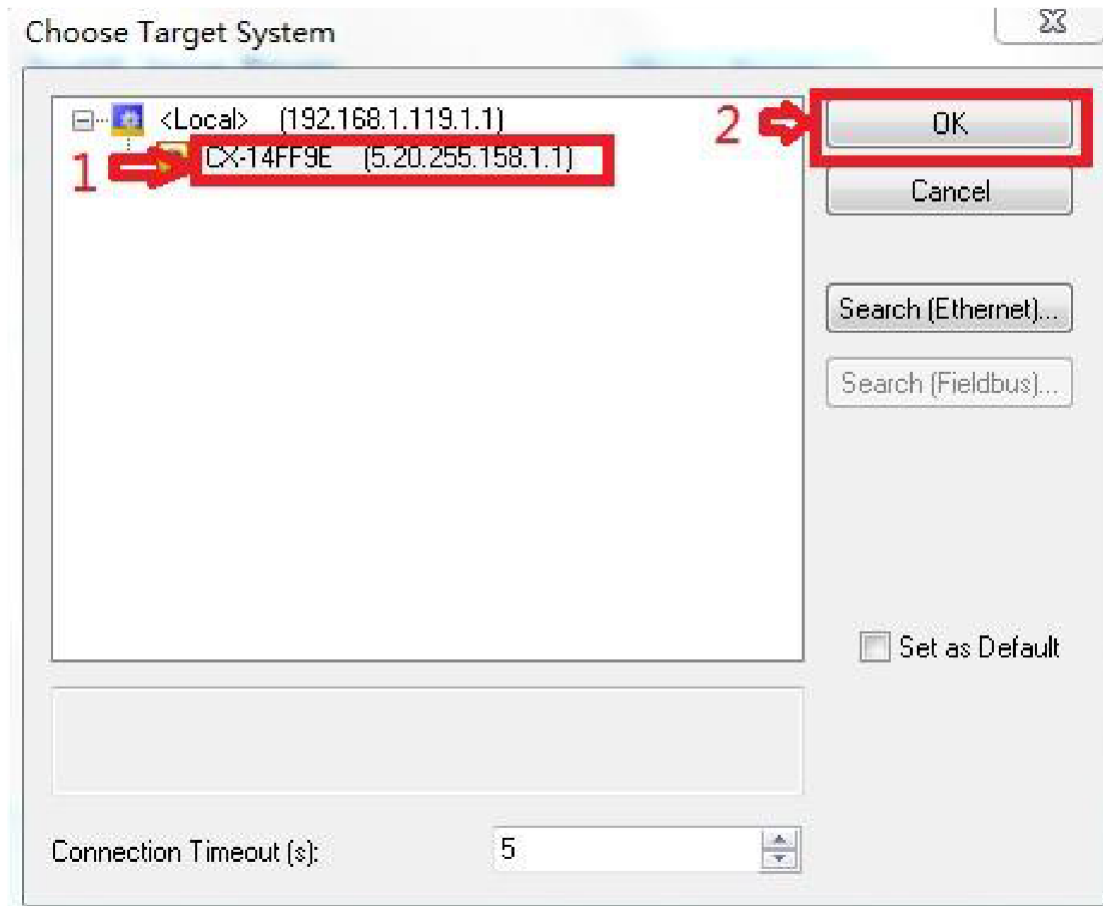 Choose Target System
<Local> (192.168.1.119.1.1)
2
OK
1
CX-14FF9E (5.20.255.158.1.1)
Cancel
Search (Ethernet)...
Search (Fieldbus)...
Set as Default
Connection Timeout (s):
5